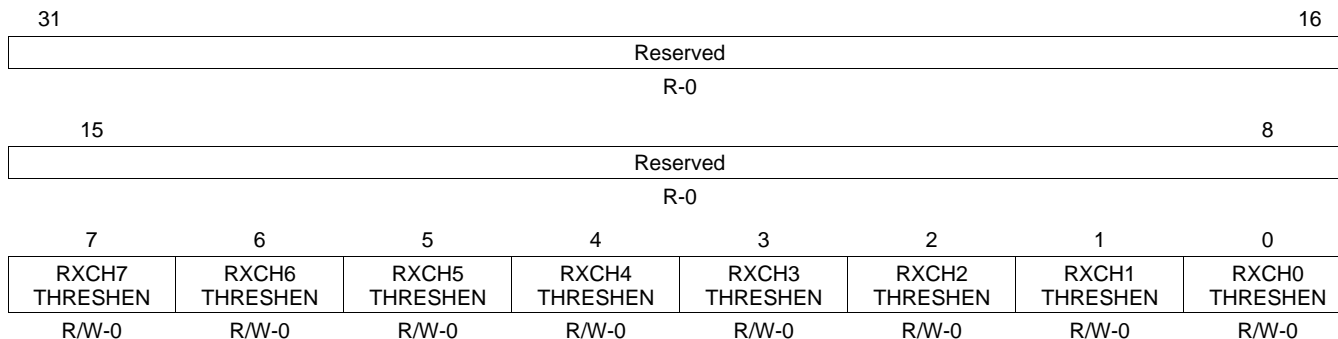 31 16
Reserved
R-0
15 8
Reserved
R-0
7 6 5 4 3 2 1 0
RXCH7 RXCH6 RXCH5 RXCH4 RXCH3 RXCH2 RXCH1 RXCH0
THRESHEN THRESHEN THRESHEN THRESHEN THRESHEN THRESHEN THRESHEN THRESHEN
R/W-0 R/W-0 R/W-0 R/W-0 R/W-0 R/W-0 R/W-0 R/W-0